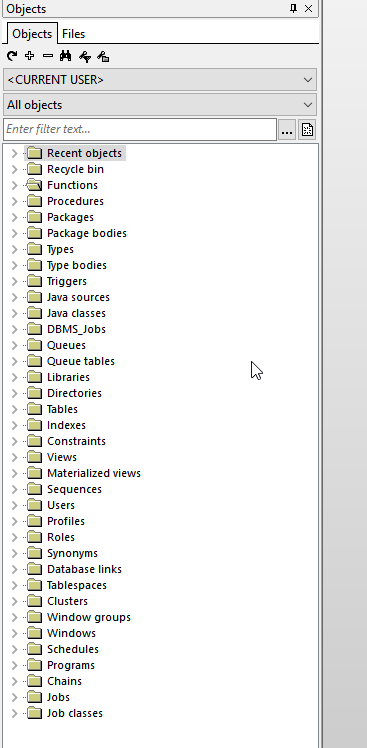 Objects
Objects Files
<CURRENT USER>
All objects
Enter filter text...
...
Recent objects
Recycle bin
Functions
Procedures
Packages
Package bodies
Types
Type bodies
Triggers
Java sources
Java classes
DBMS_Jobs
Queues
Queue tables
Libraries
Directories
Tables
Indexes
Constraints
Views
Materialized views
Sequences
Users
Profiles
Roles
Synonyms
Database links
Tablespaces
Clusters
Window groups
Windows
Schedules
Programs
Chains
Jobs
Job classes